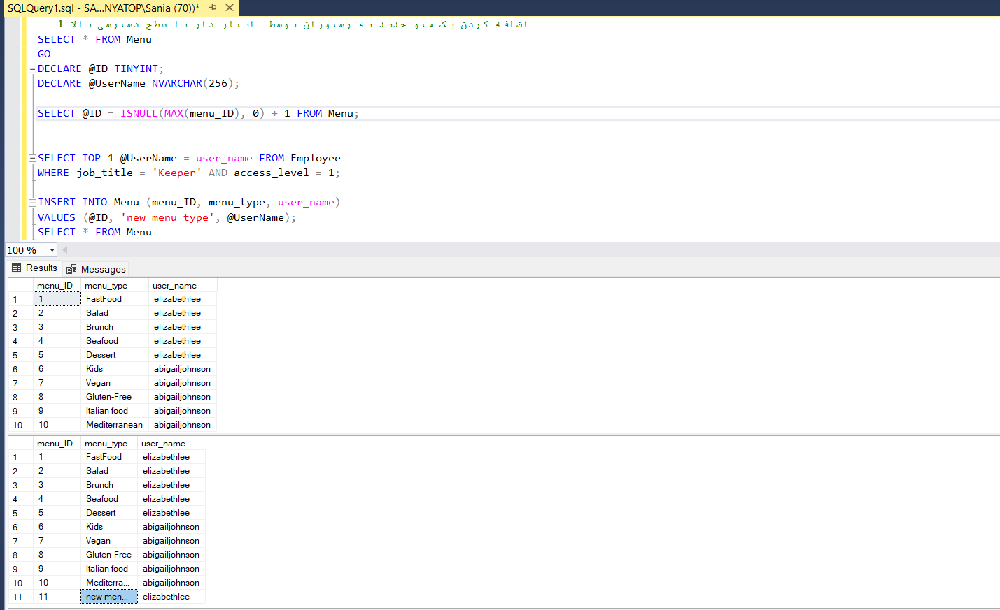 SQLQuery1.sql - SA...NYATOP\Sania (70))*
-- اضافه کردن یک منو جدید به رستوران توسط  انبار دار با سطح دسترسی بالا 1
SELECT * FROM Menu
GO
DECLARE @ID TINYINT;
DECLARE @UserName NVARCHAR(256);
SELECT @ID = ISNULL(MAX(menu_ID), 0) + 1 FROM Menu;
SELECT TOP 1 @UserName = user_name FROM Employee
WHERE job_title = 'Keeper' AND access_level = 1;
INSERT INTO Menu (menu_ID, menu_type, user_name)
VALUES (@ID, 'new menu type', @UserName);
SELECT * FROM Menu
100 %
Results Messages
menu_ID menu_type user_name
1 1 FastFood elizabethlee
2 2 Salad elizabethlee
3 3 Brunch elizabethlee
4 4 Seafood elizabethlee
5 5 Dessert elizabethlee
6 6 Kids abigailjohnson
7 7 Vegan abigailjohnson
8 8 Gluten-Free abigailjohnson
9 9 Italian food abigailjohnson
10 10 Mediterranean abigailjohnson
menu_ID menu_type user_name
1 1 FastFood elizabethlee
2 2 Salad elizabethlee
3 3 Brunch elizabethlee
4 4 Seafood elizabethlee
5 5 Dessert elizabethlee
6 6 Kids abigailjohnson
7 7 Vegan abigailjohnson
8 8 Gluten-Free abigailjohnson
9 9 Italian food abigailjohnson
10 10 Mediterra... abigailjohnson
11 11 new men... elizabethlee